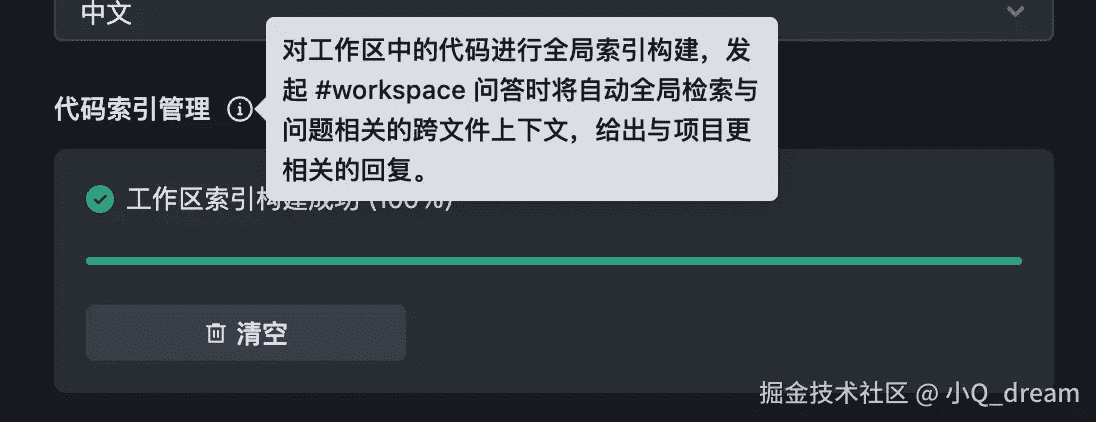 中文
对工作区中的代码进行全局索引构建，发
起 #workspace 问答时将自动全局检索与
问题相关的跨文件上下文，给出与项目更
相关的回复。
代码索引管理
工作区索引构建成功 (100%)
清空
掘金技术社区 @ 小Q_dream